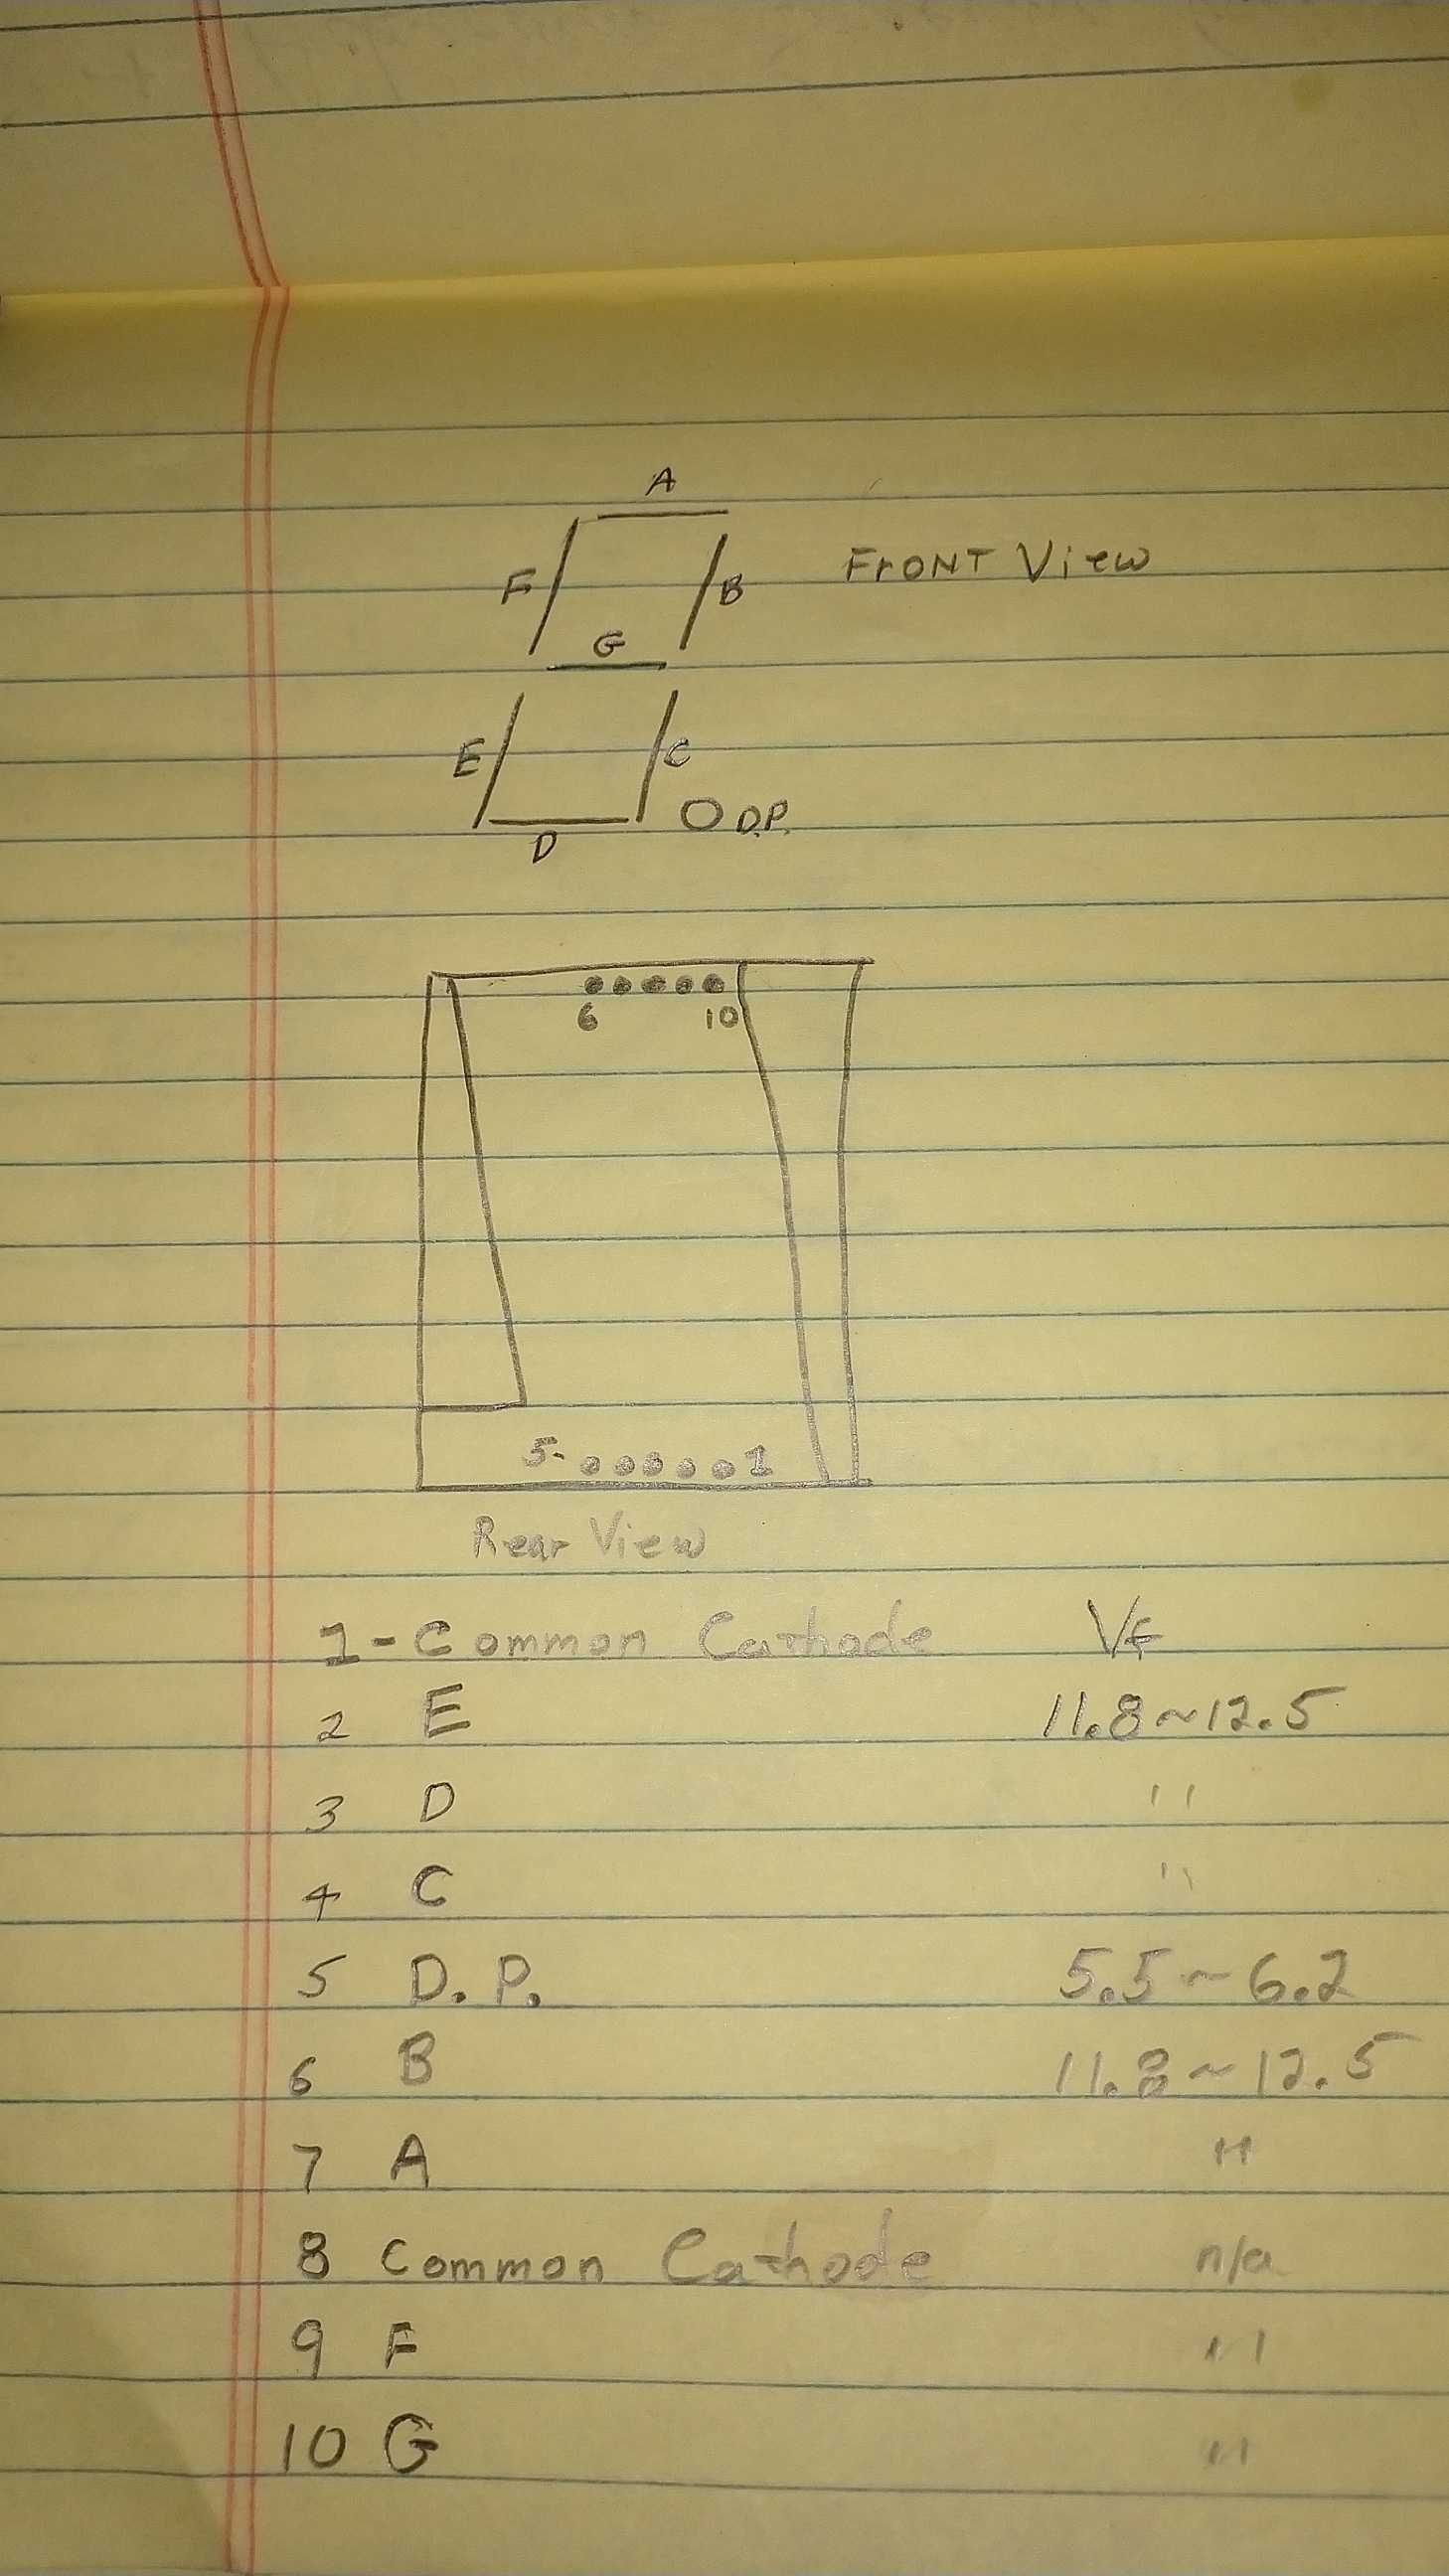 A
F B FRONT View
G
E C
D.P.
D
6 10
5- 1
Rear View
1- Common Cathode Vf
2 E 11.8~12.5
3 D "
4 C "
5 D.P. 5.5~6.2
6 B 11.8~12.5
7 A "
8 Common Cathode n/a
9 F "
10 G "